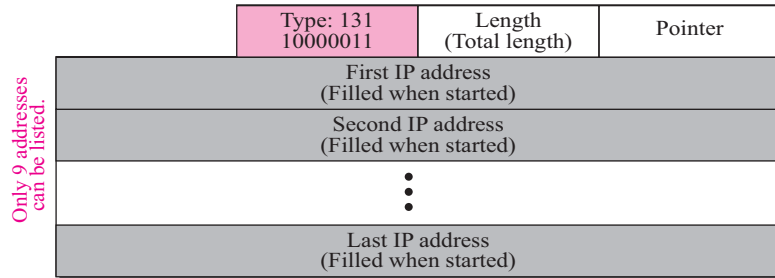 Type: 131
10000011
Length
(Total length)
Pointer
Only 9 addresses
can be listed.
First IP address
(Filled when started)
Second IP address
(Filled when started)
Last IP address
(Filled when started)